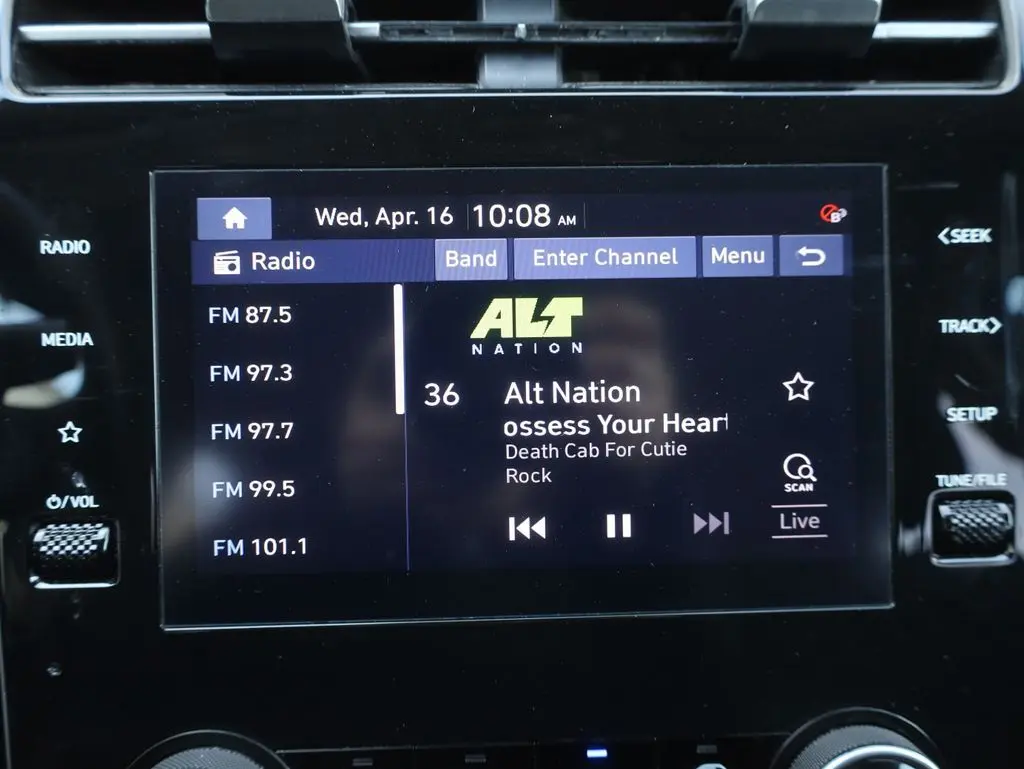 Wed, Apr. 16 10:08 AM
Radio Band Enter Channel Menu
FM 87.5
FM 97.3
FM 97.7
FM 99.5
FM 101.1
ALT
NATION
36 Alt Nation
ossess Your Hear
Death Cab For Cutie
Rock
SCAN
Live
RADIO
MEDIA
⏻/VOL
<SEEK
TRACK>
SETUP
TUNE/FILE